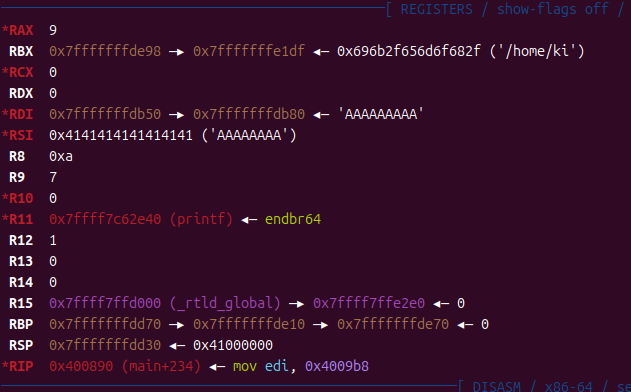 [ REGISTERS / show-flags off /
*RAX 9
RBX 0x7fffffffde98 —▸ 0x7fffffffe1df ◂— 0x696b2f656d6f682f ('/home/ki')
*RCX 0
RDX 0
*RDI 0x7fffffffdb50 —▸ 0x7fffffffdb80 ◂— 'AAAAAAAAA'
*RSI 0x4141414141414141 ('AAAAAAAA')
R8 0xa
R9 7
*R10 0
*R11 0x7ffff7c62e40 (printf) ◂— endbr64
R12 1
R13 0
R14 0
R15 0x7ffff7ffd000 (_rtld_global) —▸ 0x7ffff7ffe2e0 ◂— 0
RBP 0x7fffffffdd70 —▸ 0x7fffffffde10 —▸ 0x7fffffffde70 ◂— 0
RSP 0x7fffffffdd30 ◂— 0x41000000
*RIP 0x400890 (main+234) ◂— mov edi, 0x4009b8
[ DISASM / x86-64 / se